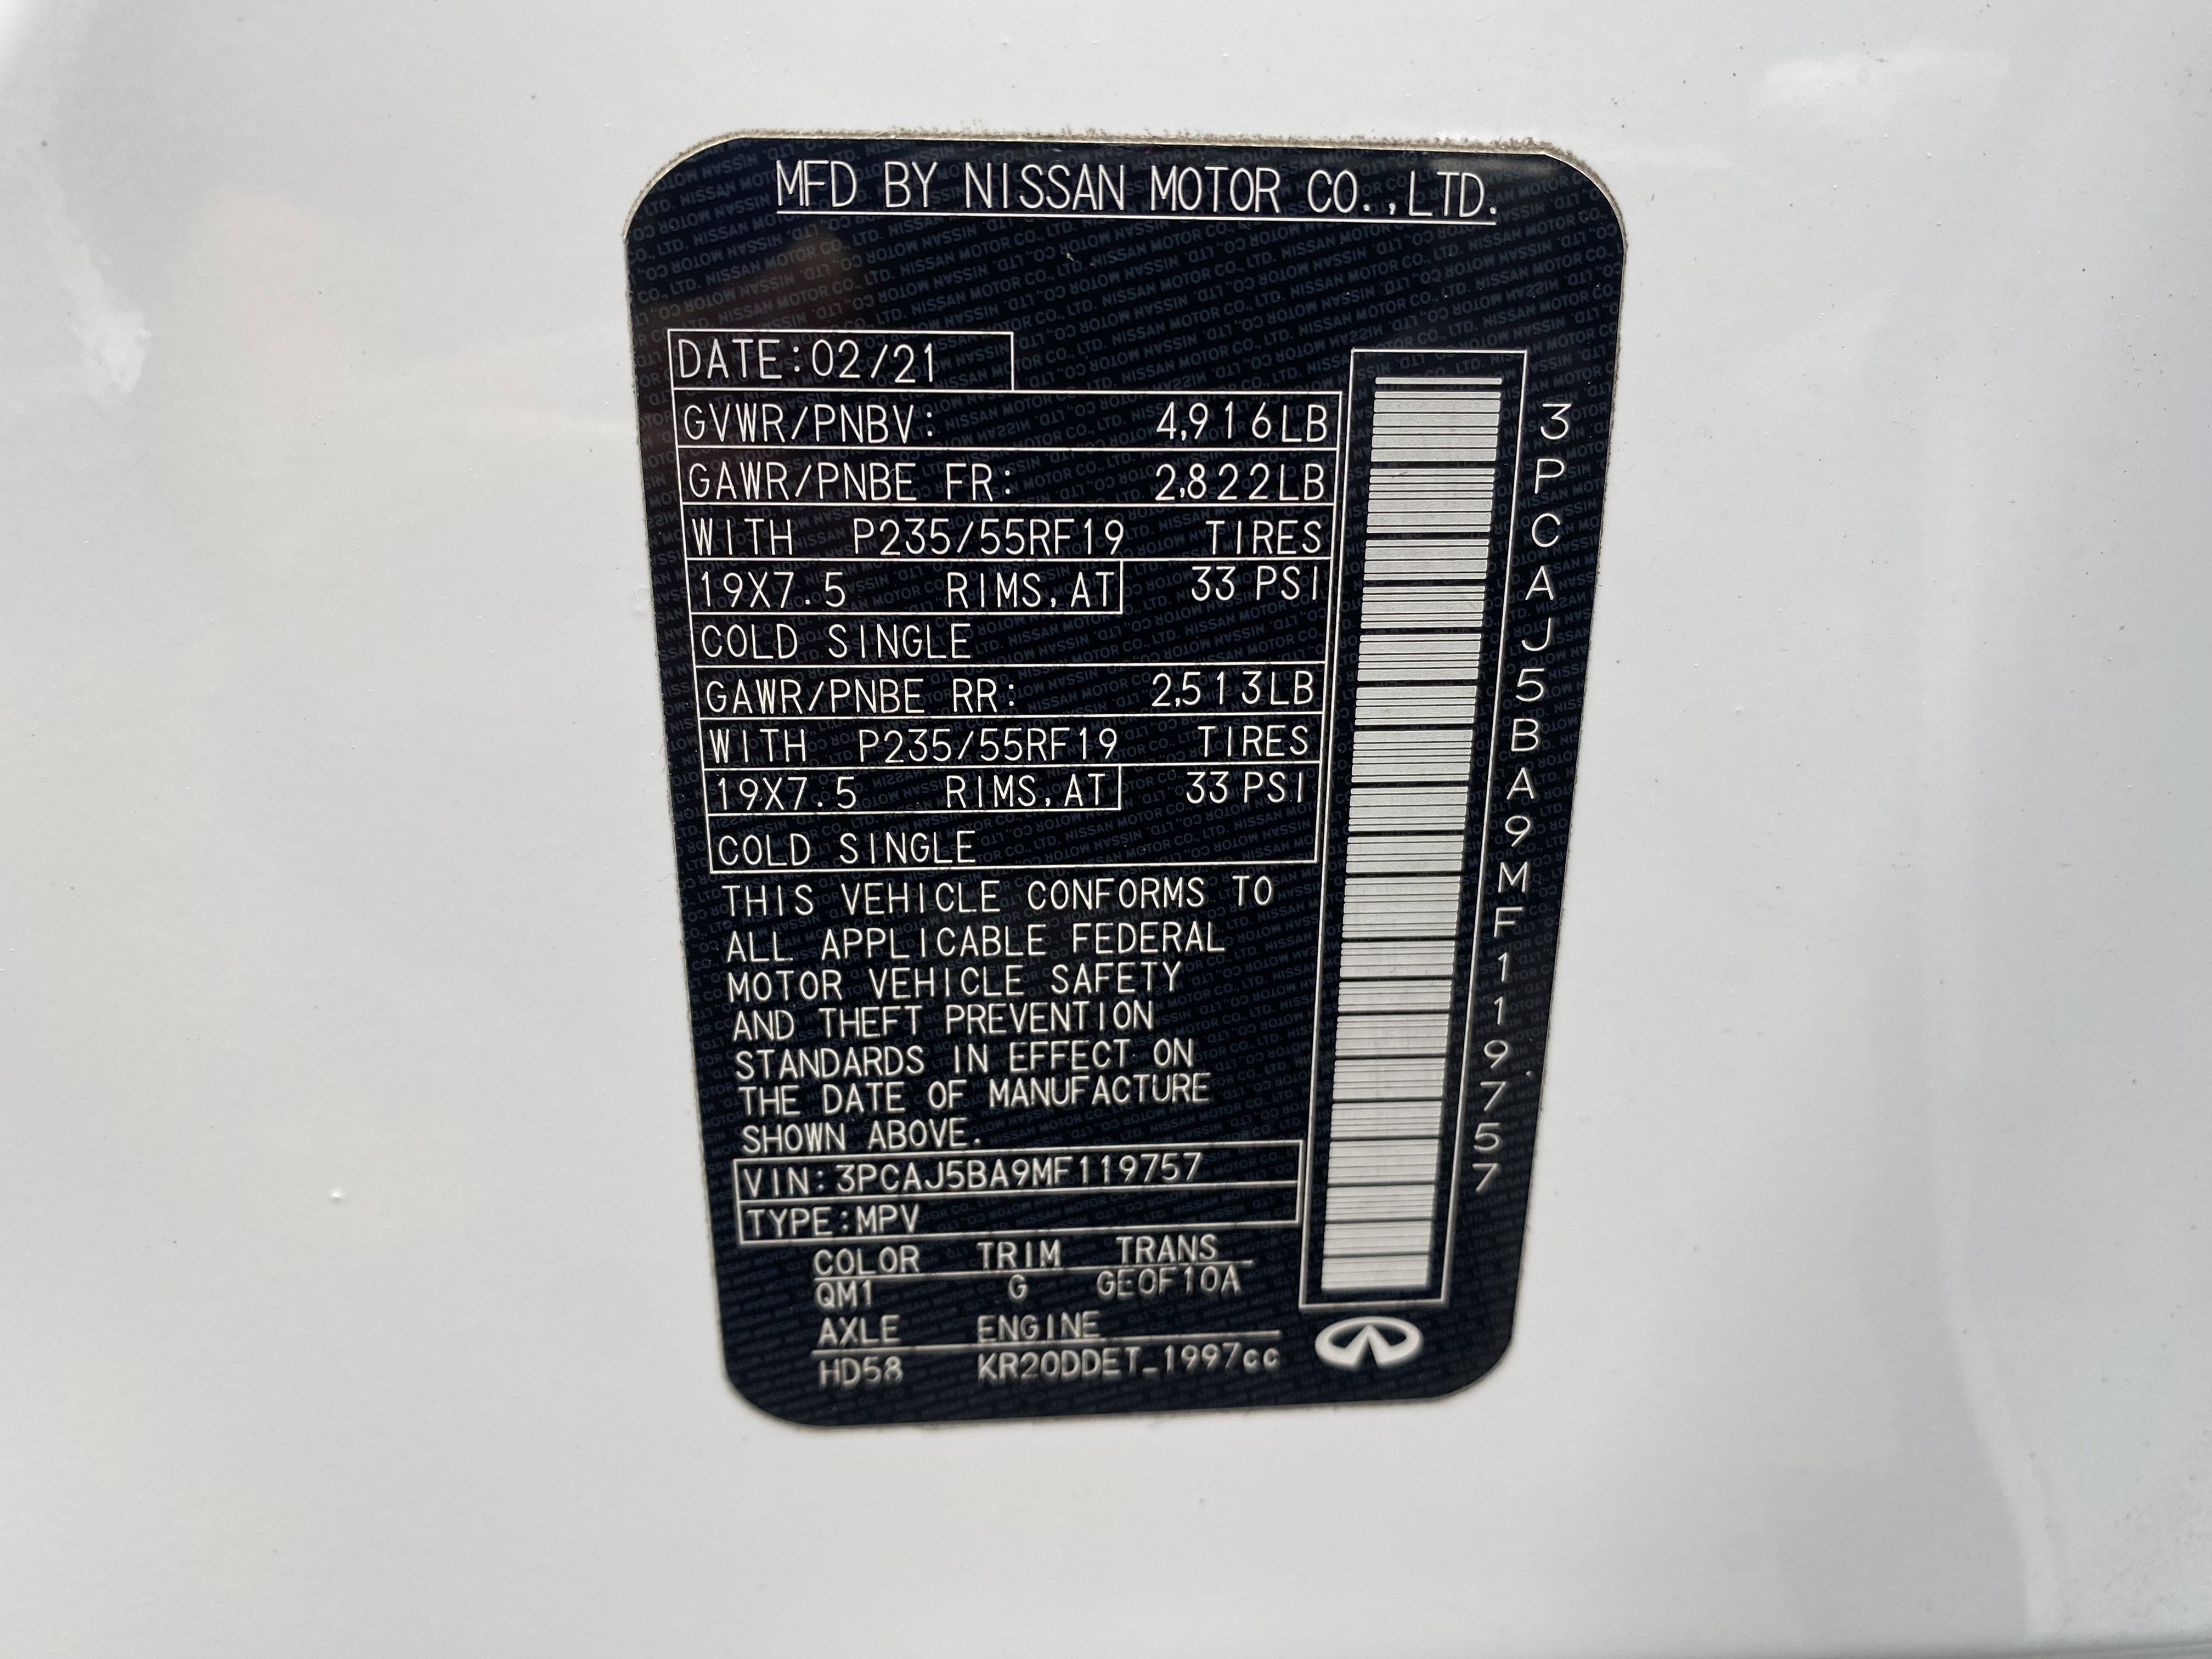 MFD BY NISSAN MOTOR CO.,LTD.
DATE:02/21
GVWR/PNBV: 4,916LB
GAWR/PNBE FR: 2,822LB
WITH P235/55RF19 TIRES
19X7.5 RIMS,AT 33 PSI
COLD SINGLE
GAWR/PNBE RR: 2,513LB
WITH P235/55RF19 TIRES
19X7.5 RIMS,AT 33 PSI
COLD SINGLE
THIS VEHICLE CONFORMS TO
ALL APPLICABLE FEDERAL
MOTOR VEHICLE SAFETY
AND THEFT PREVENTION
STANDARDS IN EFFECT ON
THE DATE OF MANUFACTURE
SHOWN ABOVE.
VIN:3PCAJ5BA9MF119757
TYPE:MPV
COLOR TRIM TRANS
QM1 G GE0F10A
AXLE ENGINE
HD58 KR20DDET_1997cc
3PCAJ5BA9MF119757